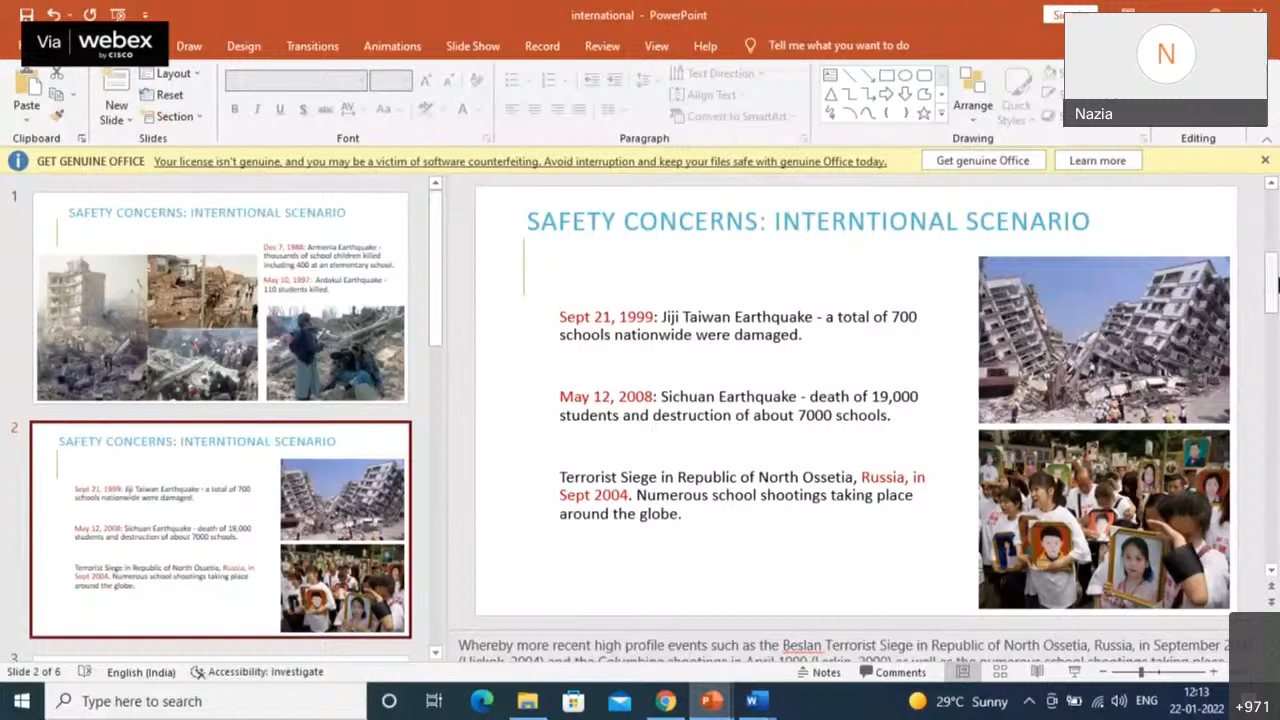 international - PowerPoint
Via webex
by CISCO
Draw Design Transitions Animations Slide Show Record Review View Help Tell me what you want to do
N
Nazia
Paste
New
Slide
Layout
Reset
Section
B I U S abc AV Aa A
Text Direction
Align Text
Convert to SmartArt
Arrange
Quick
Styles
Clipboard Slides Font Paragraph Drawing Editing
GET GENUINE OFFICE Your license isn't genuine, and you may be a victim of software counterfeiting. Avoid interruption and keep your files safe with genuine Office today. Get genuine Office Learn more
1
SAFETY CONCERNS: INTERNTIONAL SCENARIO
Dec 7, 1988: Armenia Earthquake -
thousands of school children killed
including 400 at an elementary school.
May 10, 1997: Ardakul Earthquake -
110 students killed.
2
SAFETY CONCERNS: INTERNTIONAL SCENARIO
Sept 21, 1999: Jiji Taiwan Earthquake - a total of 700
schools nationwide were damaged.
May 12, 2008: Sichuan Earthquake - death of 19,000
students and destruction of about 7000 schools.
Terrorist Siege in Republic of North Ossetia, Russia, in
Sept 2004. Numerous school shootings taking place
around the globe.
3
SAFETY CONCERNS: INTERNTIONAL SCENARIO
Sept 21, 1999: Jiji Taiwan Earthquake - a total of 700
schools nationwide were damaged.
May 12, 2008: Sichuan Earthquake - death of 19,000
students and destruction of about 7000 schools.
Terrorist Siege in Republic of North Ossetia, Russia, in
Sept 2004. Numerous school shootings taking place
around the globe.
Whereby more recent high profile events such as the Beslan Terrorist Siege in Republic of North Ossetia, Russia, in September
Slide 2 of 6 English (India) Accessibility: Investigate Notes Comments
Type here to search
29°C Sunny ENG
12:13
22-01-2022
+971